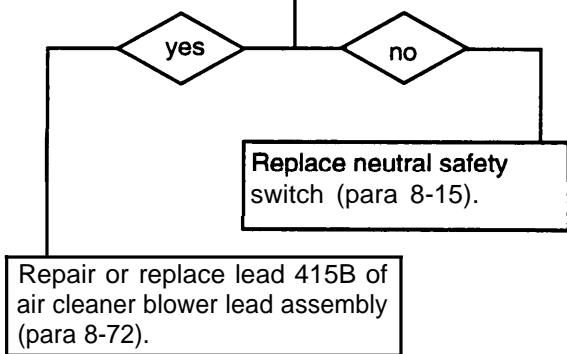 yes
no
Replace neutral safety
switch (para 8-15).
Repair or replace lead 415B of
air cleaner blower lead assembly
(para 8-72).